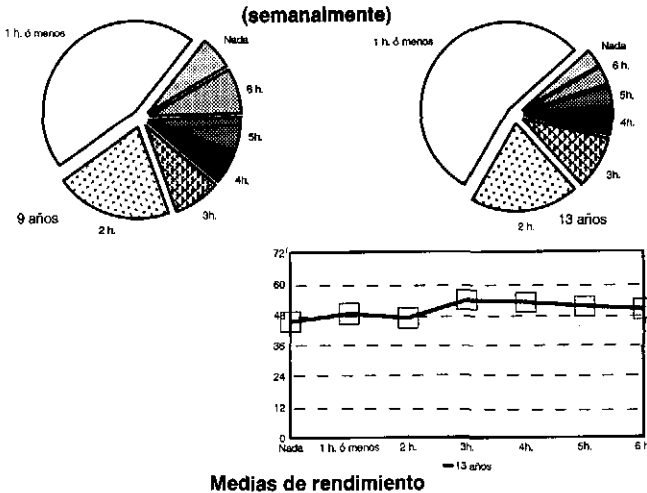 (semanalmente)
1 h. ó menos
Nada
6 h.
5h.
4h.
3h.
2 h.
9 años
1 h. ó menos
Nada
6 h.
5h.
4h.
3h.
2 h.
13 años
72
60
48
36
24
12
0
Nada
1 h. ó menos
2 h.
3h.
4 h.
5h.
6 h
13 años
Medias de rendimiento